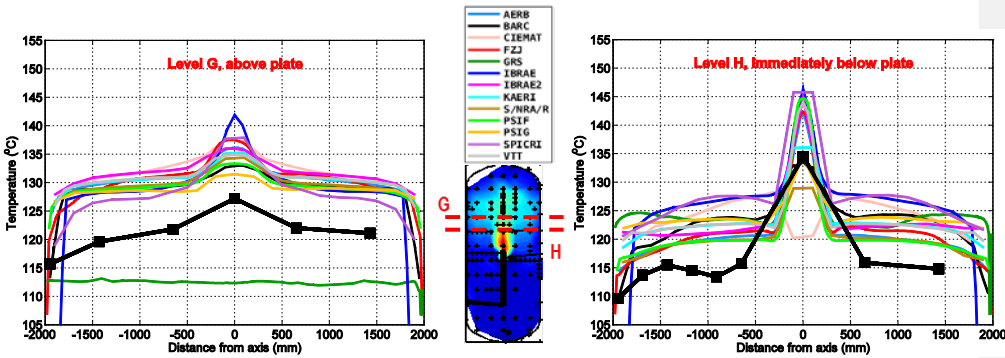 AERB
BARC
CIEMAT
FZJ
GRS
IBRAE
IBRAE2
KAERI
S/NRA/R
PSIF
PSIG
SPICRI
VTT
Level G, above plate
Temperature (°C)
155
150
145
140
135
130
125
120
115
110
105
-2000 -1500 -1000 -500 0 500 1000 1500 2000
Distance from axis (mm)
G
H
Level H, immediately below plate
Temperature (°C)
155
150
145
140
135
130
125
120
115
110
105
-2000 -1500 -1000 -500 0 500 1000 1500 2000
Distance from axis (mm)